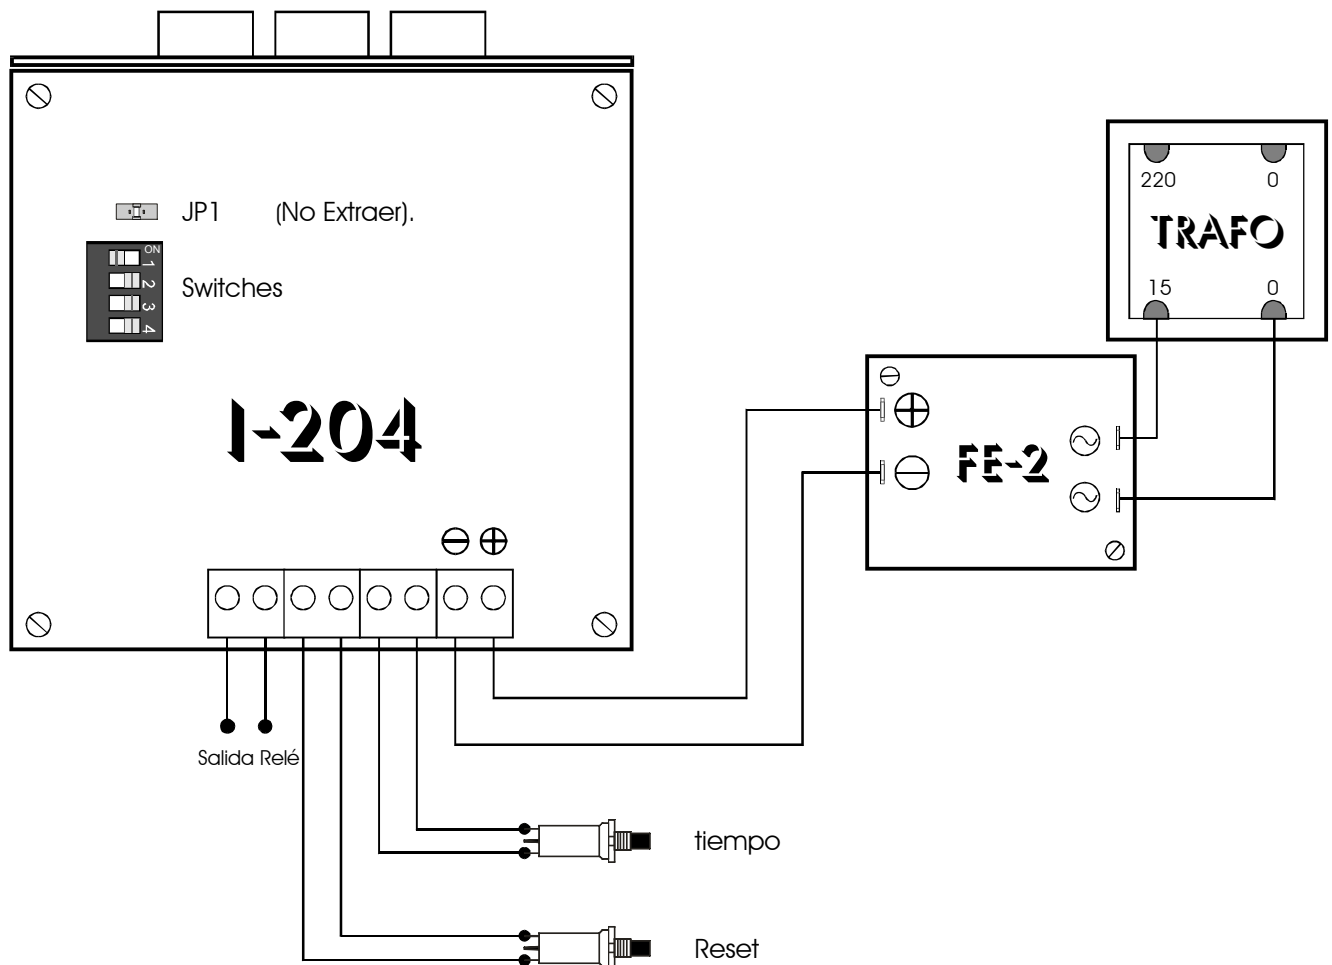 JP1 (No Extraer).
ON
1
2
3
4
Switches
I-204
Salida Relé
tiempo
Reset
220 0
TRAFO
15 0
FE-2